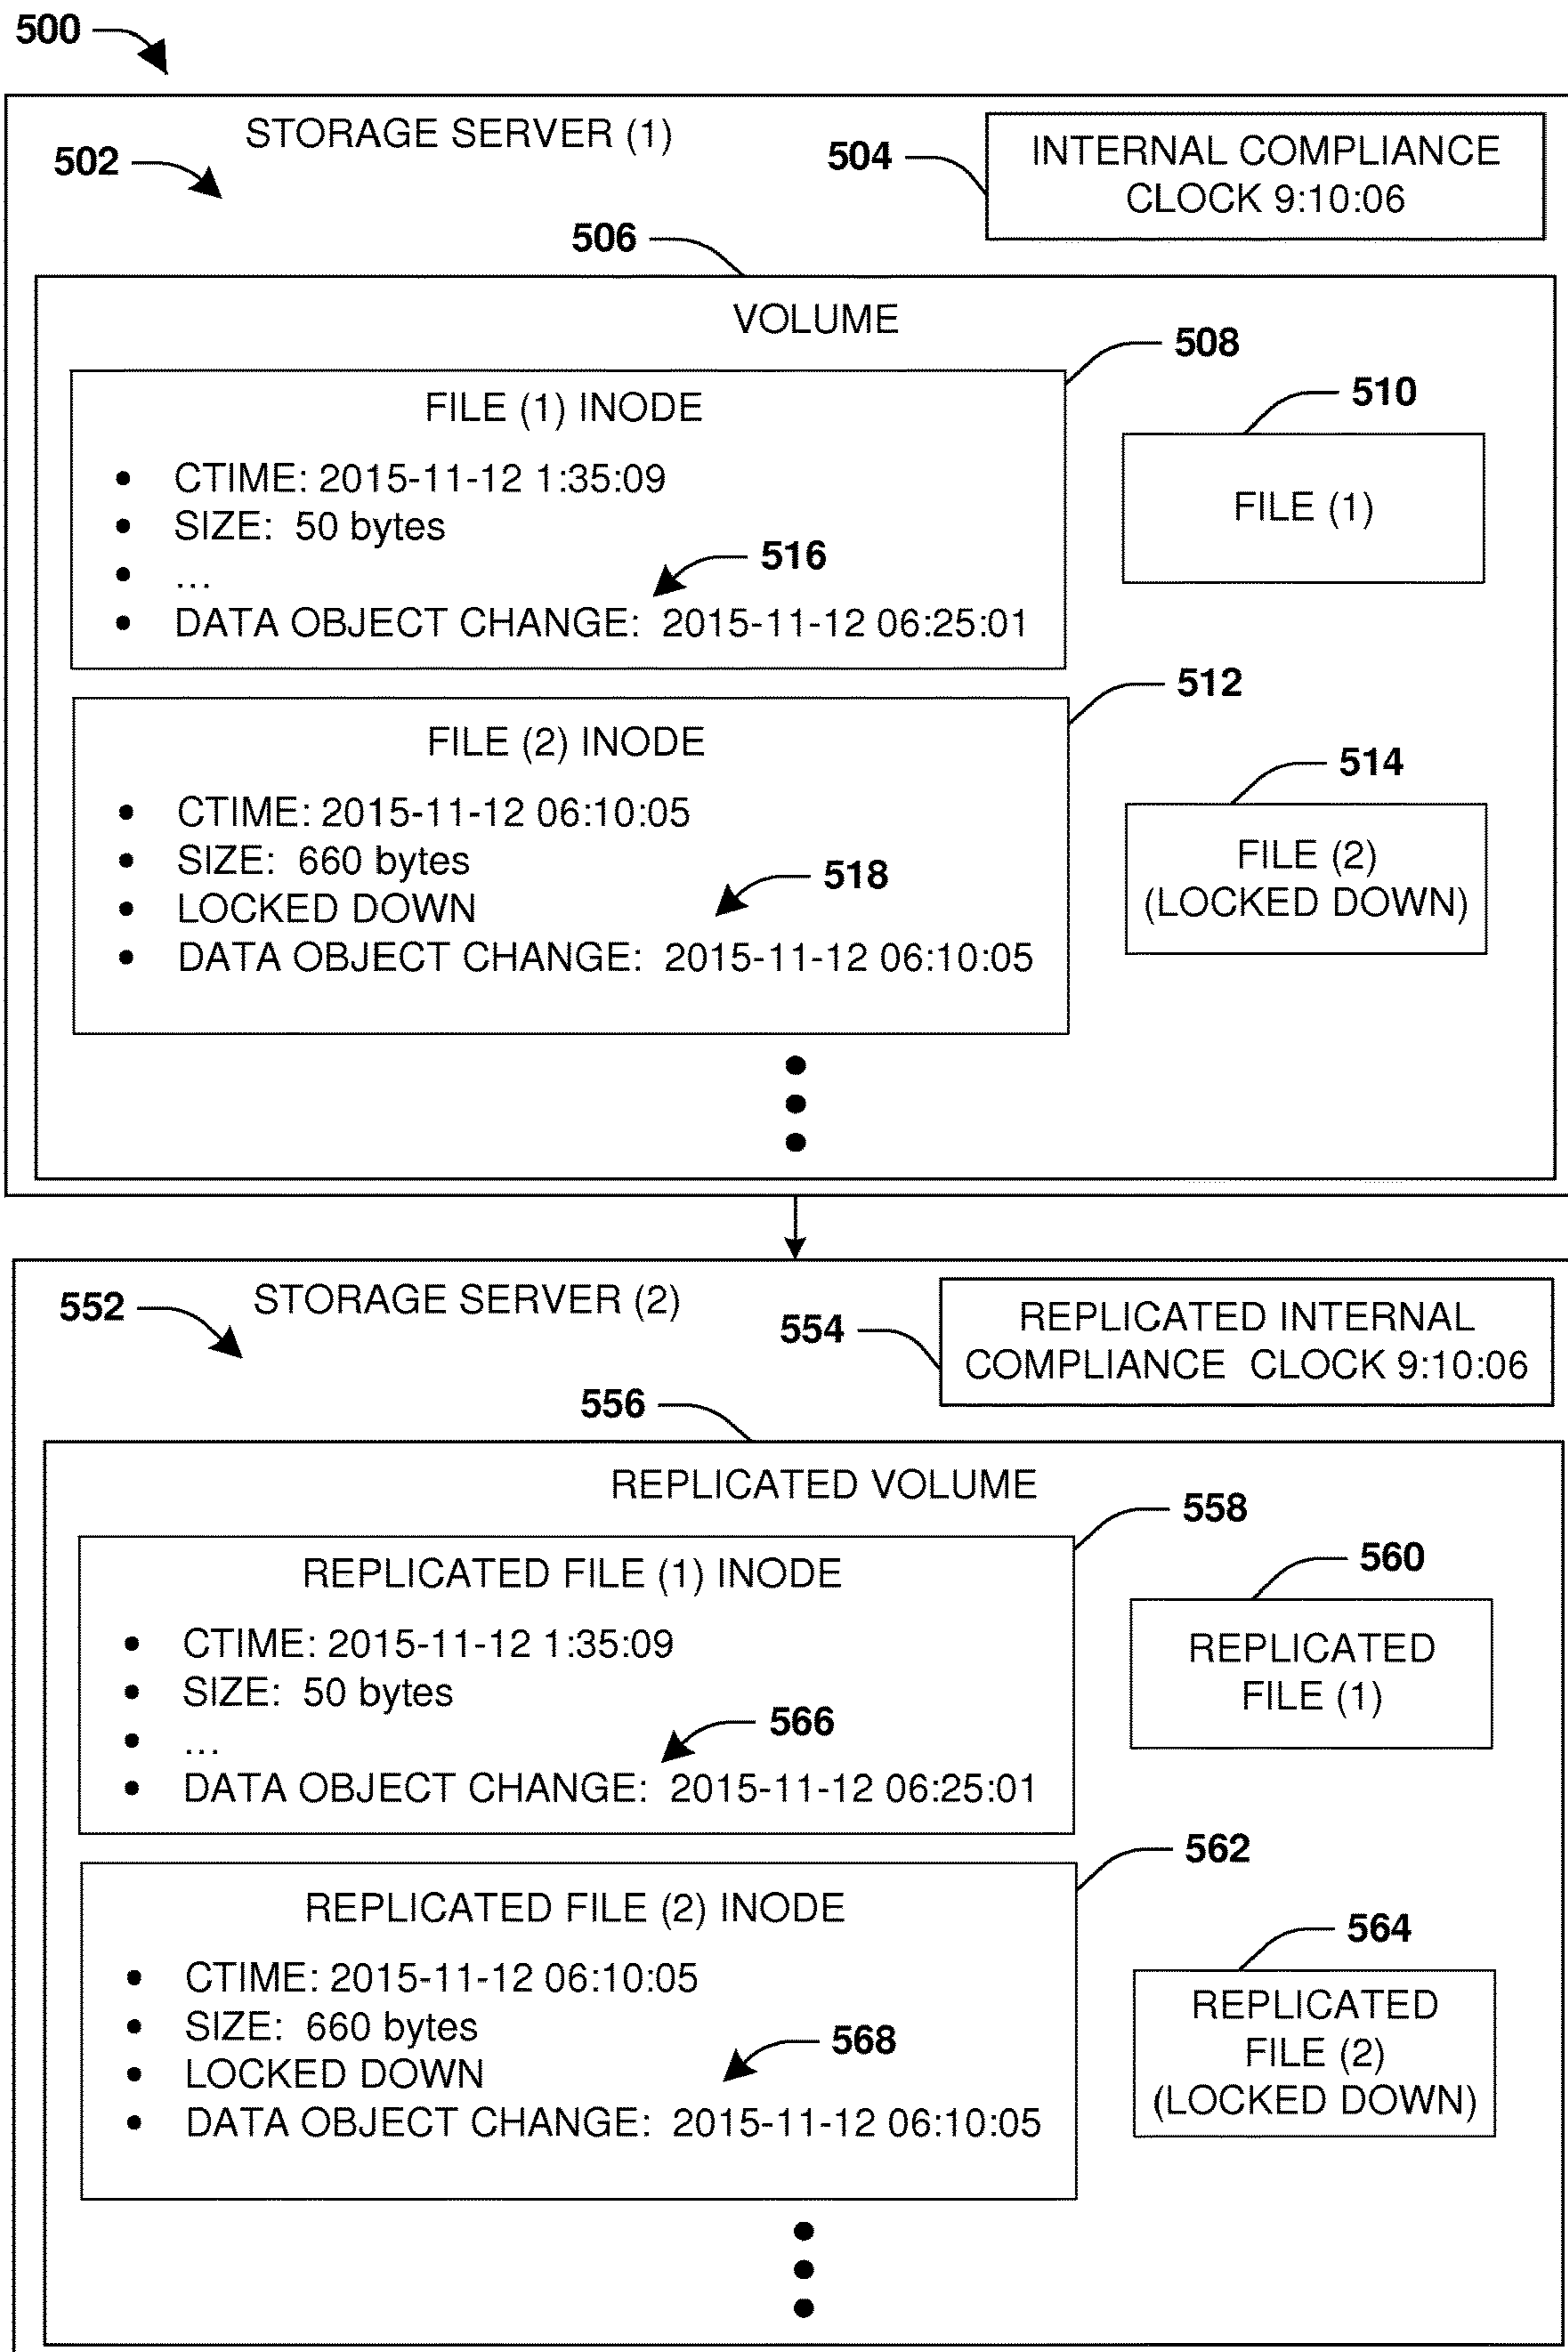 500
STORAGE SERVER (1)
502
504
INTERNAL COMPLIANCE
CLOCK 9:10:06
506
VOLUME
508
FILE (1) INODE
• CTIME: 2015-11-12 1:35:09
• SIZE: 50 bytes
• ...
516
• DATA OBJECT CHANGE: 2015-11-12 06:25:01
510
FILE (1)
512
FILE (2) INODE
• CTIME: 2015-11-12 06:10:05
• SIZE: 660 bytes
• LOCKED DOWN
518
• DATA OBJECT CHANGE: 2015-11-12 06:10:05
514
FILE (2)
(LOCKED DOWN)
STORAGE SERVER (2)
552
554
REPLICATED INTERNAL
COMPLIANCE CLOCK 9:10:06
556
REPLICATED VOLUME
558
REPLICATED FILE (1) INODE
• CTIME: 2015-11-12 1:35:09
• SIZE: 50 bytes
• ...
566
• DATA OBJECT CHANGE: 2015-11-12 06:25:01
560
REPLICATED
FILE (1)
562
REPLICATED FILE (2) INODE
• CTIME: 2015-11-12 06:10:05
• SIZE: 660 bytes
• LOCKED DOWN
568
• DATA OBJECT CHANGE: 2015-11-12 06:10:05
564
REPLICATED
FILE (2)
(LOCKED DOWN)